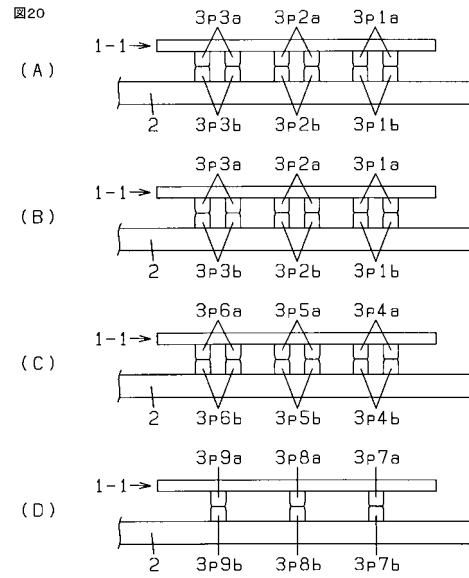 図20
3p3a 3p2a 3p1a
1-1→
(A)
2 3p3b 3p2b 3p1b
3p3a 3p2a 3p1a
1-1→
(B)
2 3p3b 3p2b 3p1b
3p6a 3p5a 3p4a
1-1→
(C)
2 3p6b 3p5b 3p4b
3p9a 3p8a 3p7a
1-1→
(D)
2 3p9b 3p8b 3p7b